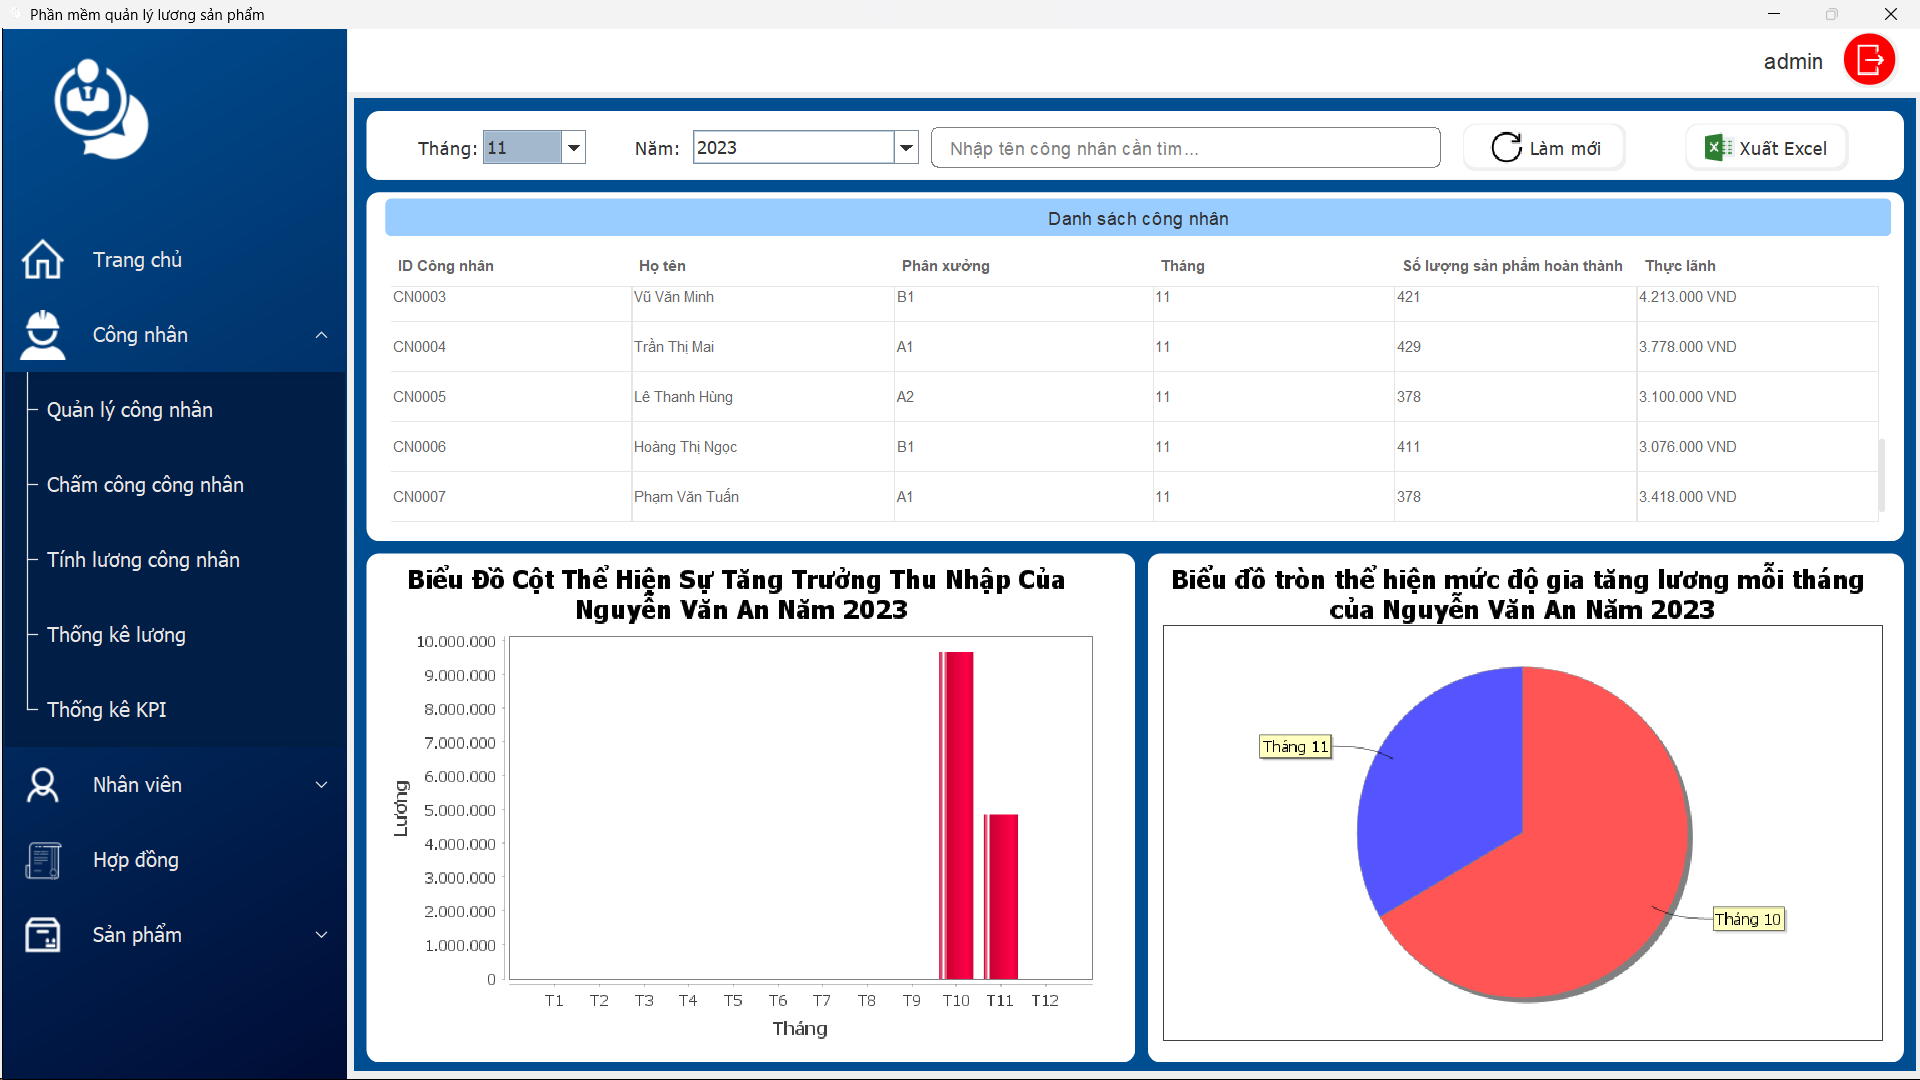 Phần mềm quản lý lương sản phẩm
admin
Trang chủ
Công nhân
Quản lý công nhân
Chấm công công nhân
Tính lương công nhân
Thống kê lương
Thống kê KPI
Nhân viên
Hợp đồng
Sản phẩm
Tháng: 11 Năm: 2023 Nhập tên công nhân cần tìm... Làm mới Xuất Excel
Danh sách công nhân
ID Công nhân Họ tên Phân xưởng Tháng Số lượng sản phẩm hoàn thành Thực lãnh
CN0003 Vũ Văn Minh B1 11 421 4.213.000 VND
CN0004 Trần Thị Mai A1 11 429 3.778.000 VND
CN0005 Lê Thanh Hùng A2 11 378 3.100.000 VND
CN0006 Hoàng Thị Ngọc B1 11 411 3.076.000 VND
CN0007 Phạm Văn Tuấn A1 11 378 3.418.000 VND
Biểu Đồ Cột Thể Hiện Sự Tăng Trưởng Thu Nhập Của
Nguyễn Văn An Năm 2023
Lương
10.000.000
9.000.000
8.000.000
7.000.000
6.000.000
5.000.000
4.000.000
3.000.000
2.000.000
1.000.000
0
T1 T2 T3 T4 T5 T6 T7 T8 T9 T10 T11 T12
Tháng
Biểu đồ tròn thể hiện mức độ gia tăng lương mỗi tháng
của Nguyễn Văn An Năm 2023
Tháng 11
Tháng 10